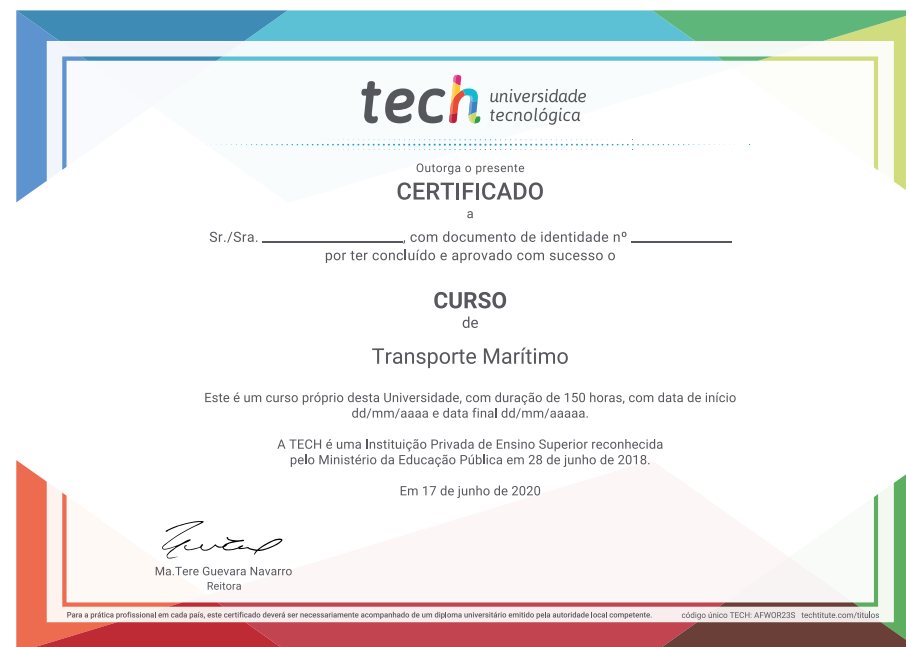 tech universidade
tecnológica
Outorga o presente
CERTIFICADO
a
Sr./Sra. ____________, com documento de identidade nº _________
por ter concluído e aprovado com sucesso o
CURSO
de
Transporte Marítimo
Este é um curso próprio desta Universidade, com duração de 150 horas, com data de início
dd/mm/aaaa e data final dd/mm/aaaaa.
A TECH é uma Instituição Privada de Ensino Superior reconhecida
pelo Ministério da Educação Pública em 28 de junho de 2018.
Em 17 de junho de 2020
Ma.Tere Guevara Navarro
Reitora
Para a prática profissional em cada país, este certificado deverá ser necessariamente acompanhado de um diploma universitário emitido pela autoridade local competente. código único TECH: AFWOR23S techtitute.com/titulos